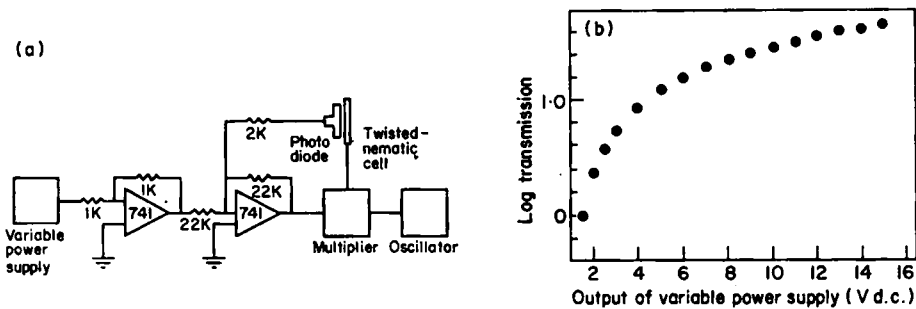 (a)
2K
Photo
diode
Twisted-
nematic
cell
1K
22K
1K
741
22K
741
Variable
power
supply
Multiplier
Oscillator
(b)
Log transmission
1·0
0
2 4 6 8 10 12 14 16
Output of variable power supply (V d.c.)